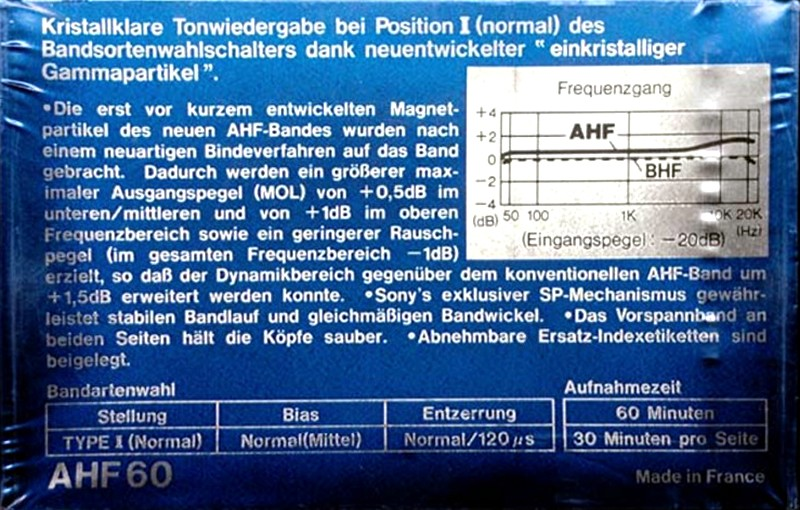 Kristallklare Tonwiedergabe bei Position I (normal) des
Bandsortenwahlschalters dank neuentwickelter "einkristalliger
Gammapartikel".
•Die erst vor kurzem entwickelten Magnet-
partikel des neuen AHF-Bandes wurden nach
einem neuartigen Bindeverfahren auf das Band
gebracht. Dadurch werden ein größerer max-
imaler Ausgangspegel (MOL) von +0,5dB im
unteren/mittleren und von +1dB im oberen
Frequenzbereich sowie ein geringerer Rausch-
pegel (im gesamten Frequenzbereich −1dB)
erzielt, so daß der Dynamikbereich gegenüber dem konventionellen AHF-Band um
+1,5dB erweitert werden konnte. •Sony's exklusiver SP-Mechanismus gewähr-
leistet stabilen Bandlauf und gleichmäßigen Bandwickel. •Das Vorspannband an
beiden Seiten hält die Köpfe sauber. •Abnehmbare Ersatz-Indexetiketten sind
beigelegt.
Frequenzgang
+4
+2
0
−2
−4
AHF
BHF
(dB) 50 100 1K 10K 20K
(Hz)
(Eingangspegel: −20dB)
Bandartenwahl
Stellung Bias Entzerrung
TYPE I (Normal) Normal(Mittel) Normal/120µs
Aufnahmezeit
60 Minuten
30 Minuten pro Seite
AHF 60
Made in France